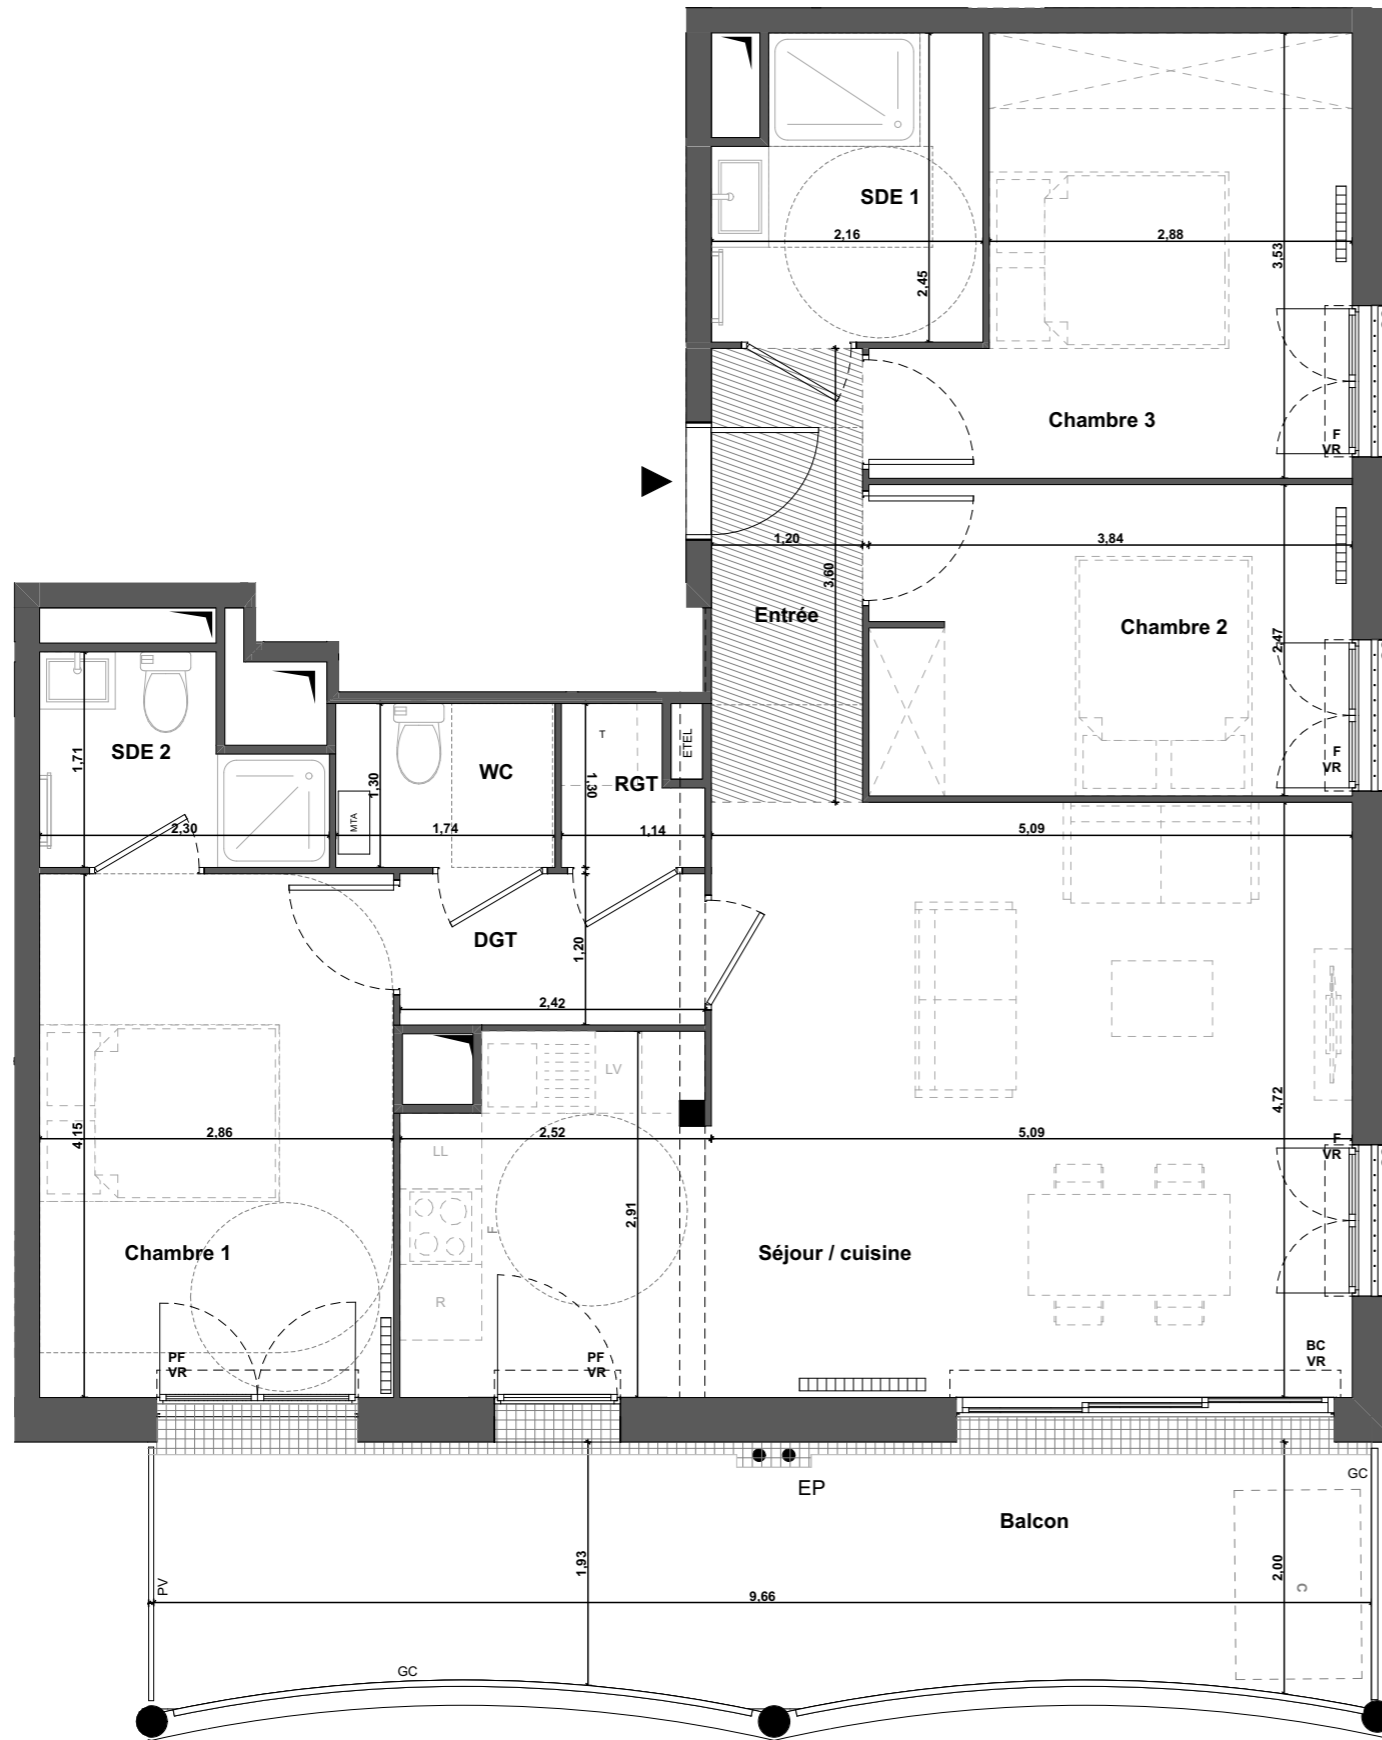 SDE 1
2,16
2,88
3,53
2,45
Chambre 3
F
VR
1,20
3,84
3,60
Entrée
Chambre 2
2,47
F
VR
SDE 2
1,71
2,30
MTA
1,30
WC
1,74
T
1,30
RGT
1,14
ETEL
5,09
DGT
1,20
2,42
LV
4,72
4,15
2,86
2,52
5,09
LL
F
VR
2,91
F
Chambre 1
Séjour / cuisine
R
PF
VR
PF
VR
BC
VR
EP
GC
Balcon
1,93
2,00
PV
C
9,66
GC